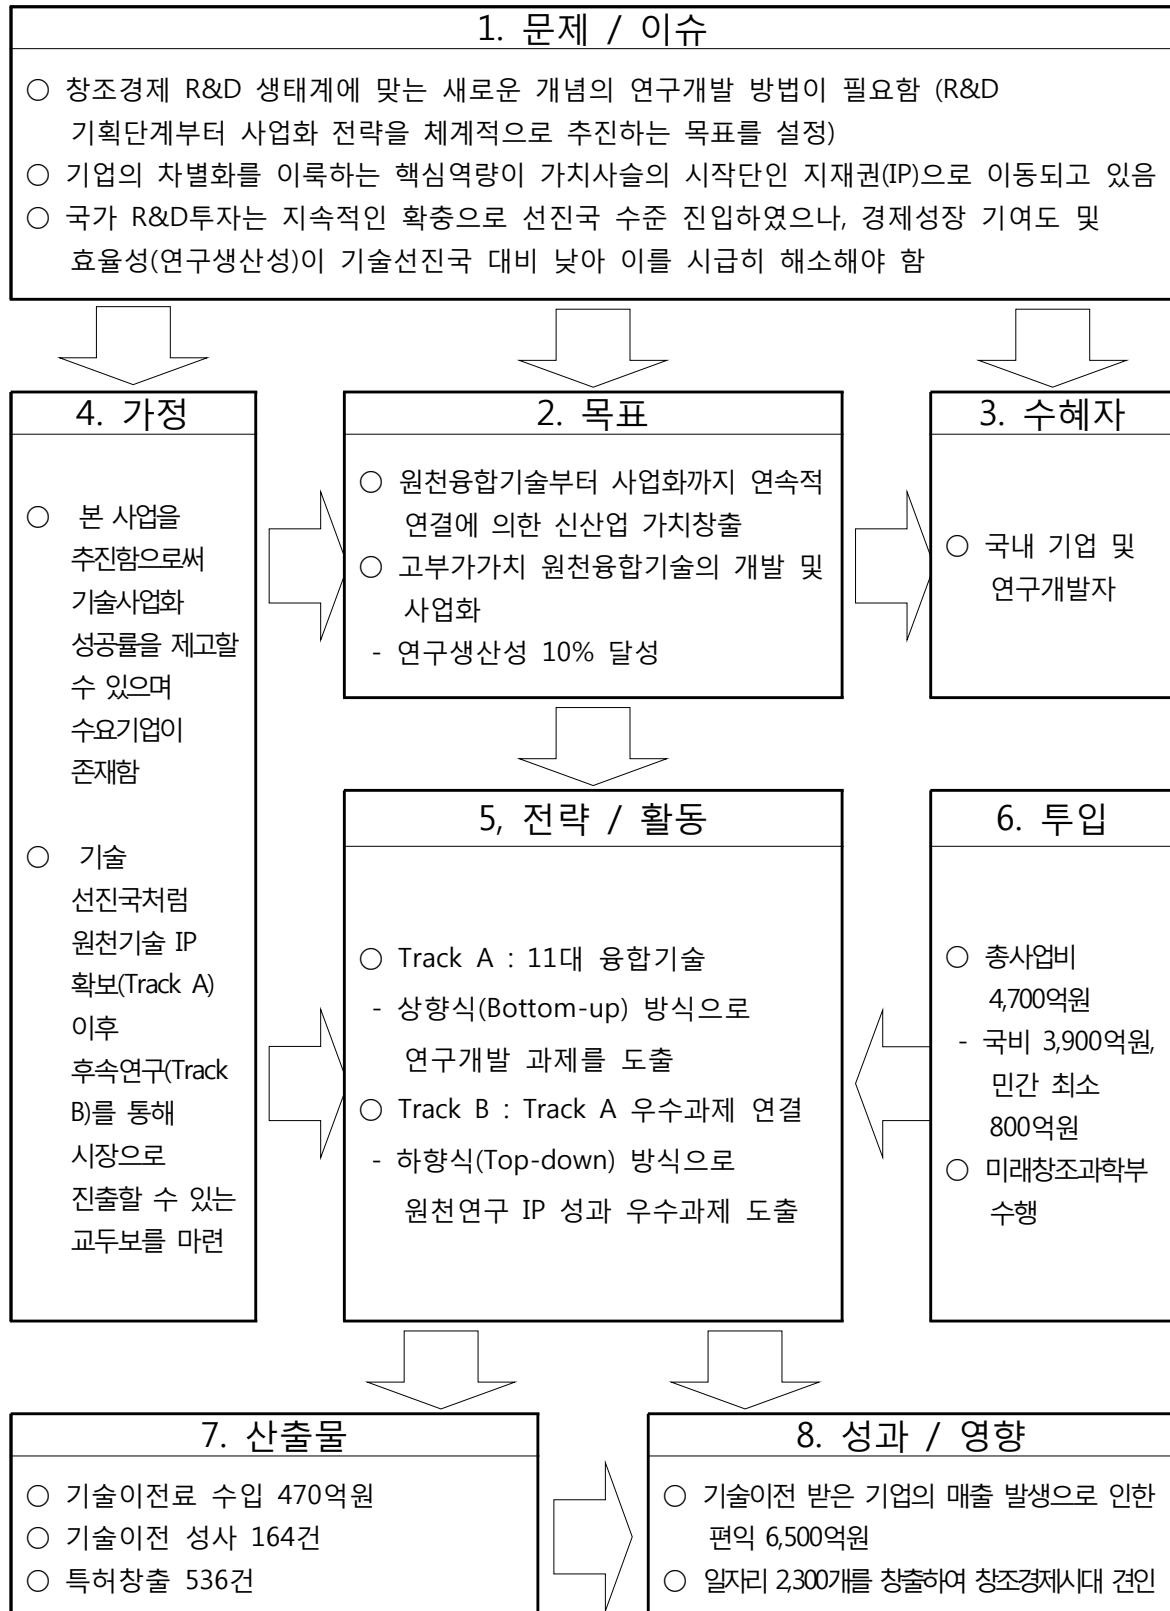 1. 문제 / 이슈
○ 창조경제 R&D 생태계에 맞는 새로운 개념의 연구개발 방법이 필요함 (R&D
기획단계부터 사업화 전략을 체계적으로 추진하는 목표를 설정)
○ 기업의 차별화를 이룩하는 핵심역량이 가치사슬의 시작단인 지재권(IP)으로 이동되고 있음
○ 국가 R&D투자는 지속적인 확충으로 선진국 수준 진입하였으나, 경제성장 기여도 및
효율성(연구생산성)이 기술선진국 대비 낮아 이를 시급히 해소해야 함
4. 가정
○ 본 사업을
추진함으로써
기술사업화
성공률을 제고할
수 있으며
수요기업이
존재함
○ 기술
선진국처럼
원천기술 IP
확보(Track A)
이후
후속연구(Track
B)를 통해
시장으로
진출할 수 있는
교두보를 마련
2. 목표
○ 원천융합기술부터 사업화까지 연속적
연결에 의한 신산업 가치창출
○ 고부가가치 원천융합기술의 개발 및
사업화
- 연구생산성 10% 달성
3. 수혜자
○ 국내 기업 및
연구개발자
5, 전략 / 활동
○ Track A : 11대 융합기술
- 상향식(Bottom-up) 방식으로
연구개발 과제를 도출
○ Track B : Track A 우수과제 연결
- 하향식(Top-down) 방식으로
원천연구 IP 성과 우수과제 도출
6. 투입
○ 총사업비
4,700억원
- 국비 3,900억원,
민간 최소
800억원
○ 미래창조과학부
수행
7. 산출물
○ 기술이전료 수입 470억원
○ 기술이전 성사 164건
○ 특허창출 536건
8. 성과 / 영향
○ 기술이전 받은 기업의 매출 발생으로 인한
편익 6,500억원
○ 일자리 2,300개를 창출하여 창조경제시대 견인